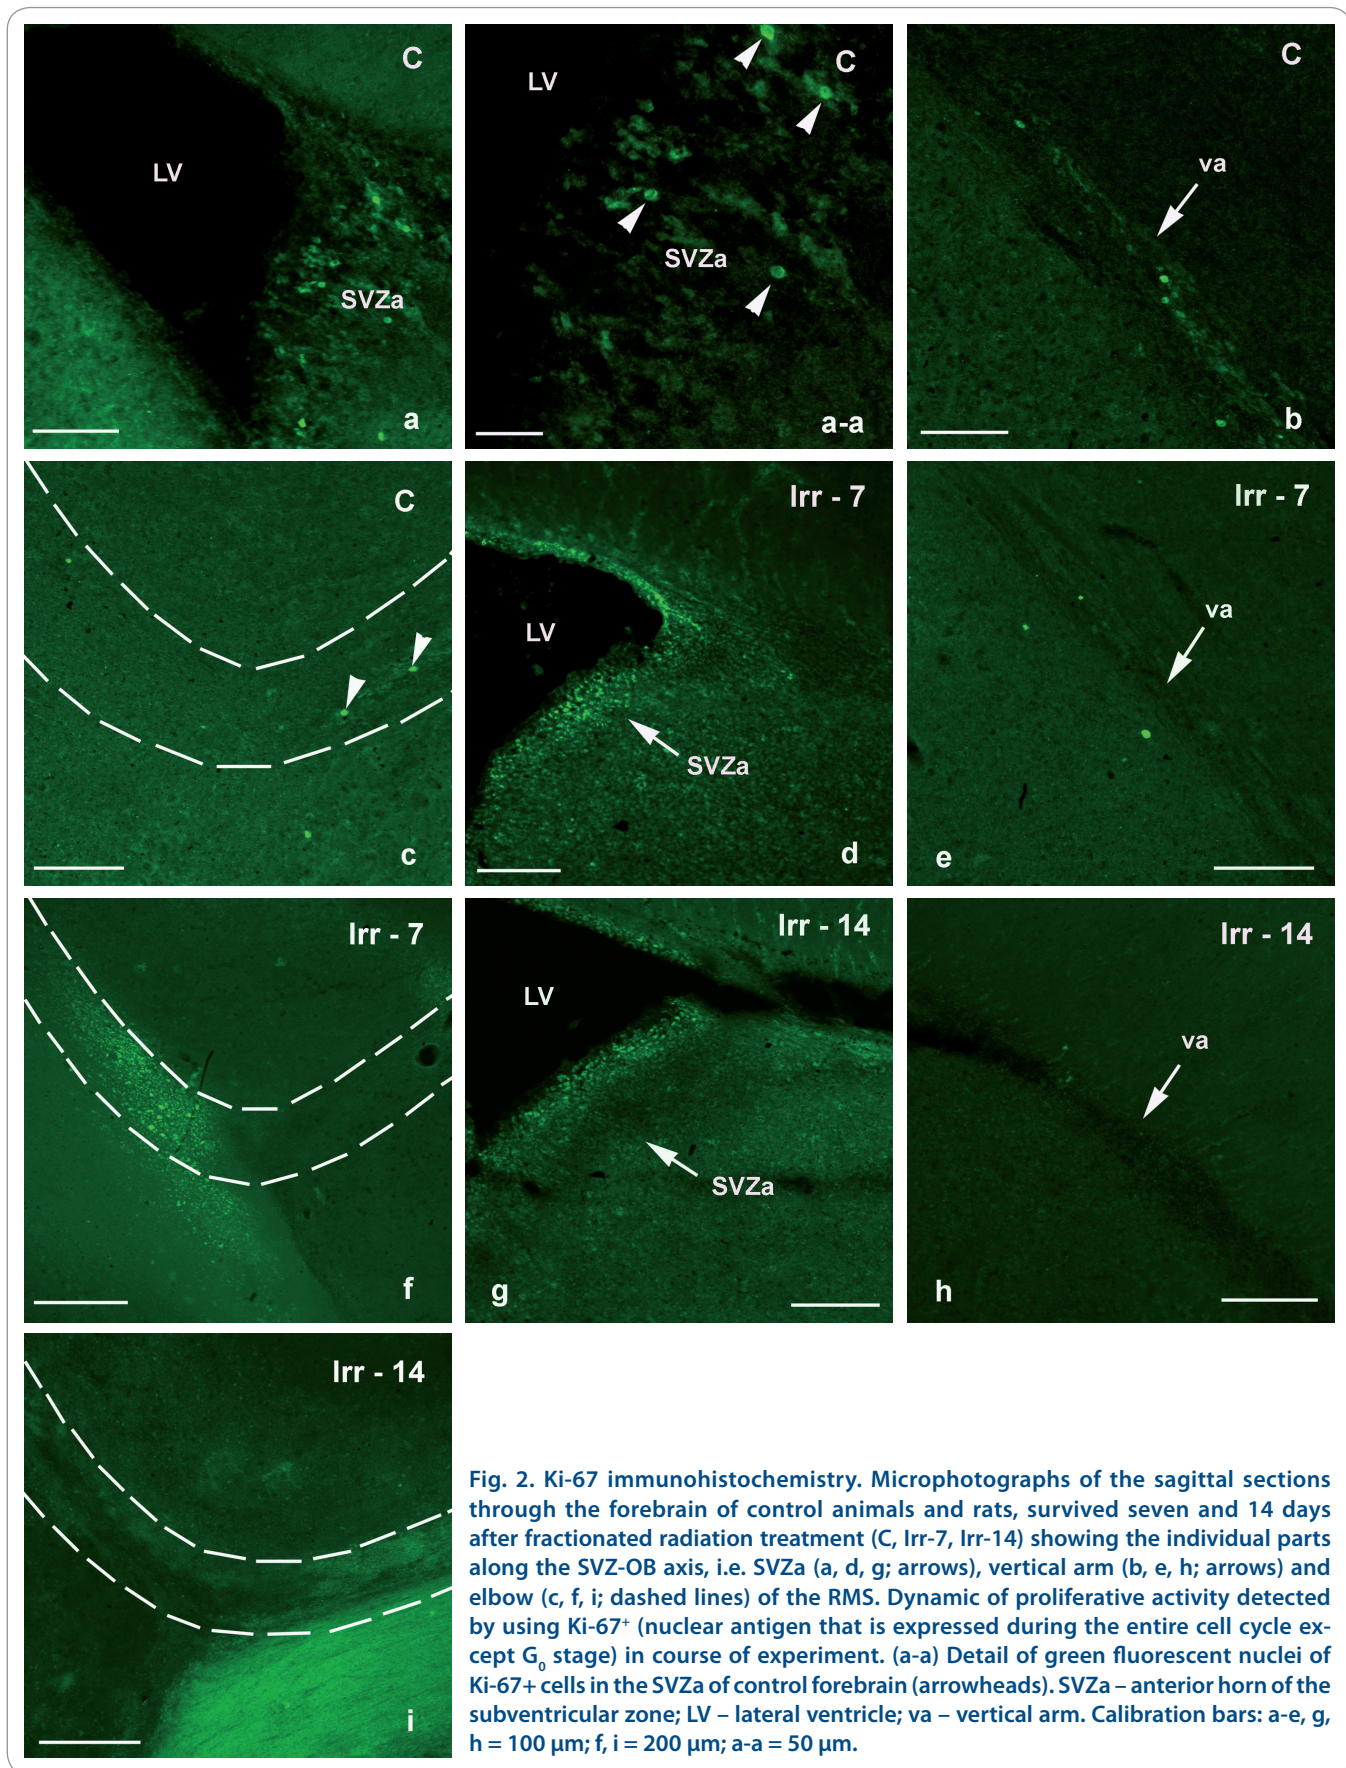 C
LV
SVZa
a
C
LV
SVZa
a-a
C
va
b
C
c
Irr - 7
LV
SVZa
d
Irr - 7
va
e
Irr - 7
f
Irr - 14
LV
SVZa
g
Irr - 14
va
h
Irr - 14
i
Fig. 2. Ki-67 immunohistochemistry. Microphotographs of the sagittal sections
through the forebrain of control animals and rats, survived seven and 14 days
after fractionated radiation treatment (C, Irr-7, Irr-14) showing the individual parts
along the SVZ-OB axis, i.e. SVZa (a, d, g; arrows), vertical arm (b, e, h; arrows) and
elbow (c, f, i; dashed lines) of the RMS. Dynamic of proliferative activity detected
by using Ki-67⁺ (nuclear antigen that is expressed during the entire cell cycle ex-
cept G₀ stage) in course of experiment. (a-a) Detail of green fluorescent nuclei of
Ki-67+ cells in the SVZa of control forebrain (arrowheads). SVZa – anterior horn of the
subventricular zone; LV – lateral ventricle; va – vertical arm. Calibration bars: a-e, g,
h = 100 μm; f, i = 200 μm; a-a = 50 μm.